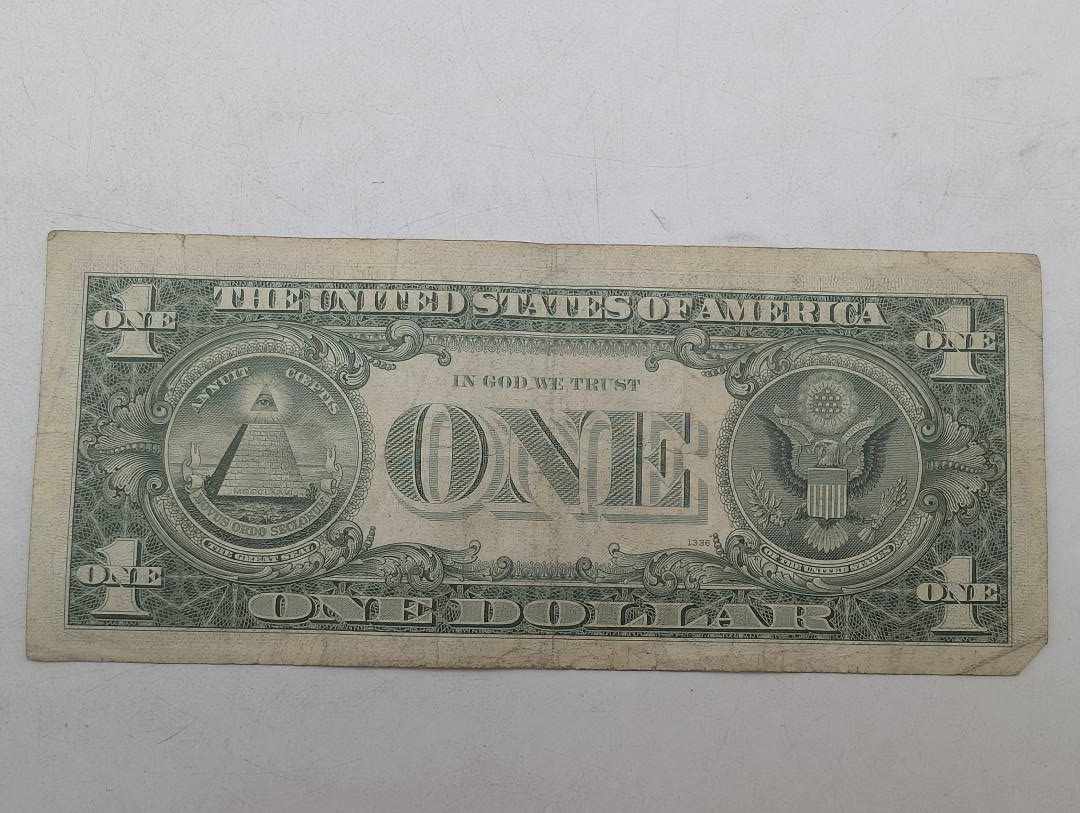 THE UNITED STATES OF AMERICA
1
ONE
1
ONE
ANNUIT CŒPTIS
IN GOD WE TRUST
ONE
MDCCLXXVI
NOVUS ORDO SECLORUM
THE GREAT SEAL
1336
OF THE UNITED STATES
1
ONE
1
ONE
ONE DOLLAR